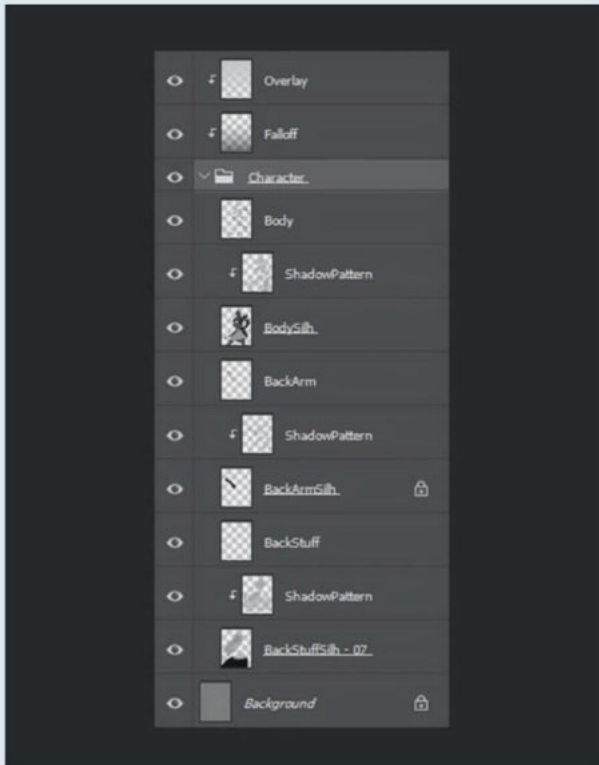 Overlay
Falloff
Character
Body
ShadowPattern
BodySilh
BackArm
ShadowPattern
BackArmSilh
BackStuff
ShadowPattern
BackStuffSilh - 07
Background